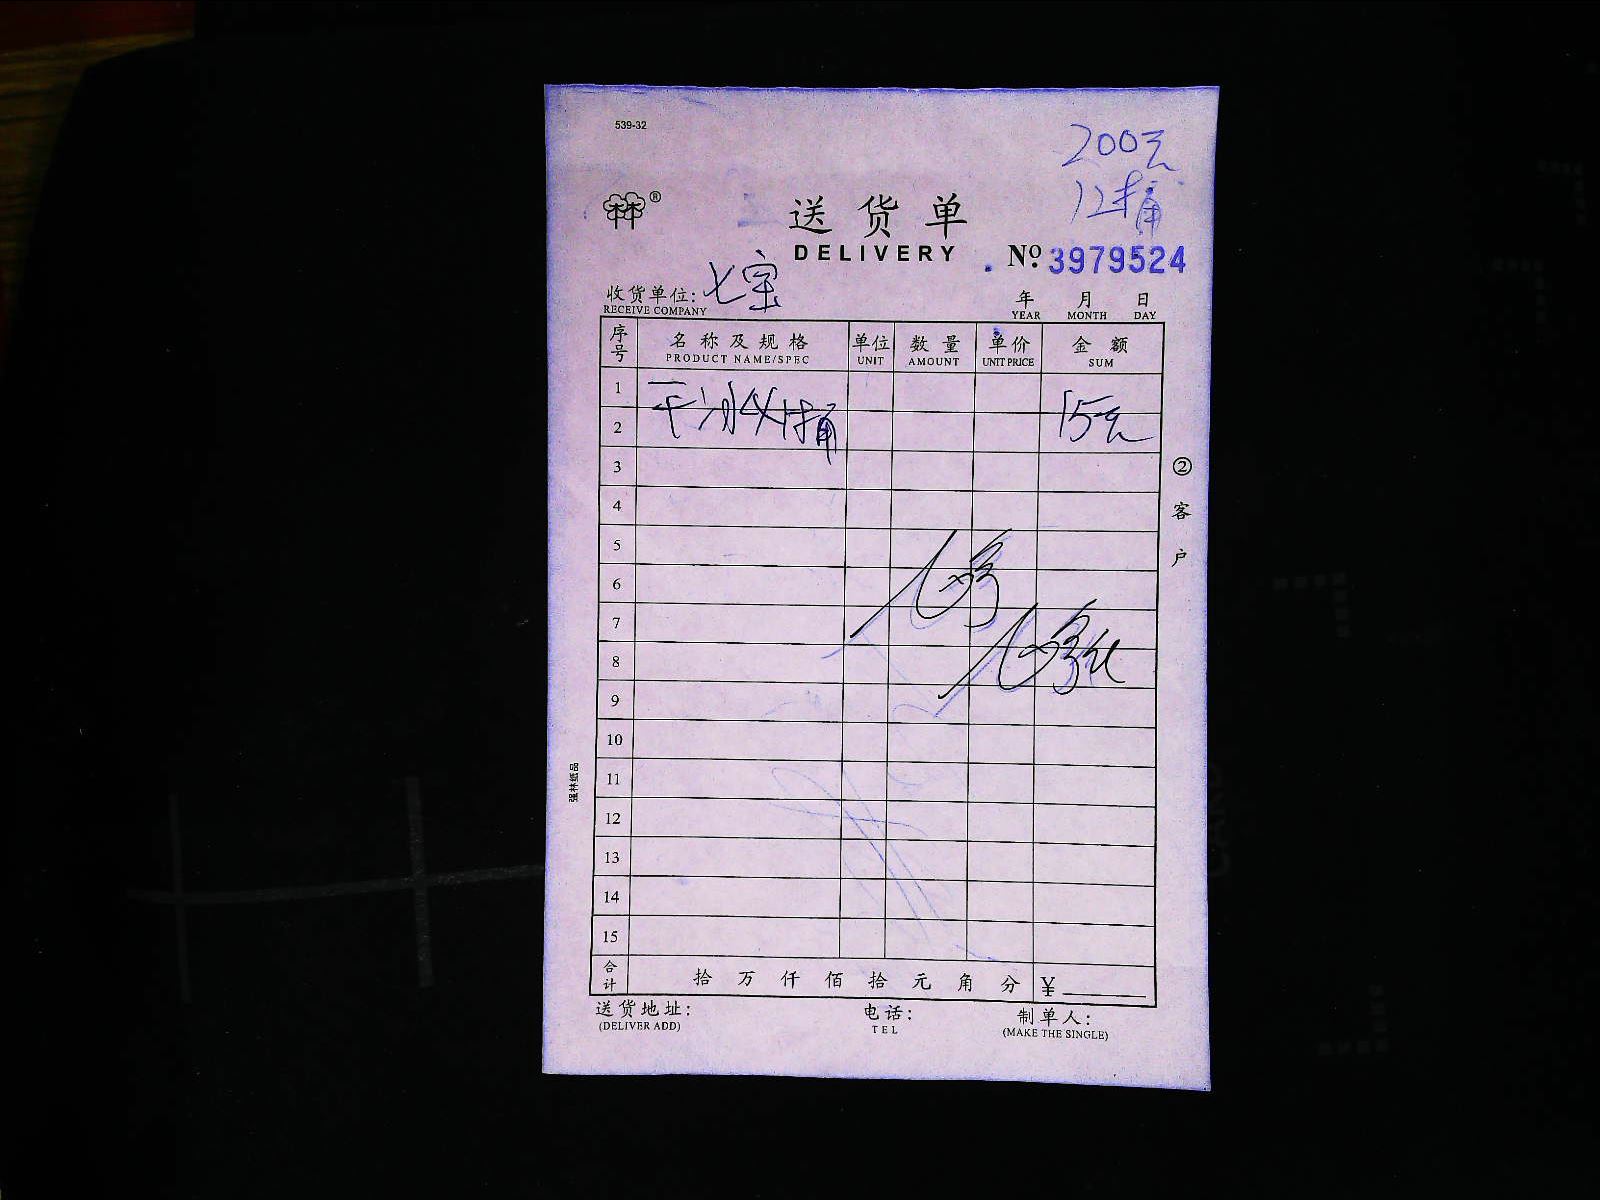 539-32
200元
12桶
林®
送货单
DELIVERY
No. 3979524
收货单位: 七宝
RECEIVE COMPANY
年 月 日
YEAR MONTH DAY
序号 名称及规格 单位 数量 单价 金额
PRODUCT NAME/SPEC UNIT AMOUNT UNIT PRICE SUM
1 干冰 桶 15元
2
3
4
5
6
7
8
9
10
11
12
13
14
15
② 客户
强林纸品
合计 拾 万 仟 佰 拾 元 角 分 ¥
送货地址: 电话: 制单人:
(DELIVER ADD) TEL (MAKE THE SINGLE)